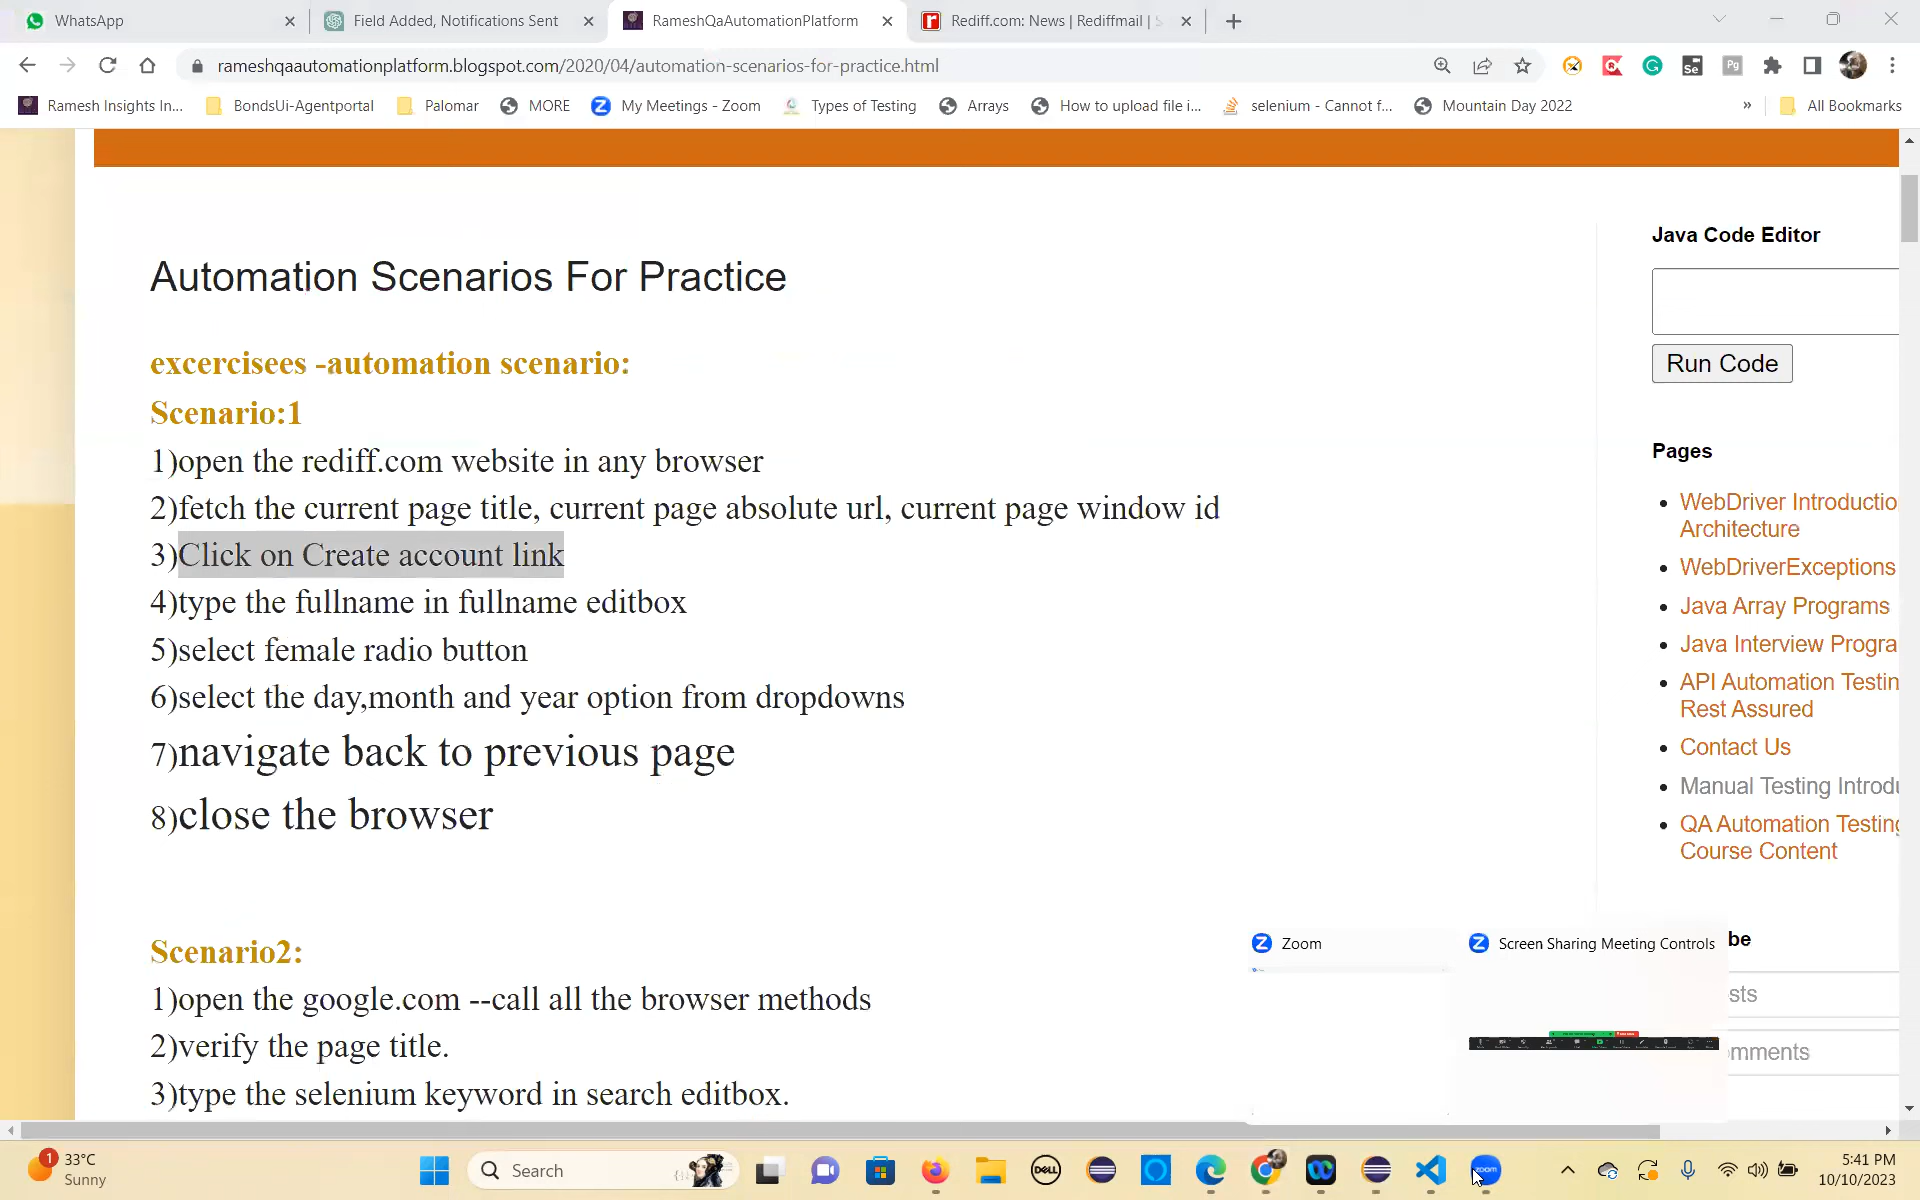 WhatsApp
Field Added, Notifications Sent
RameshQaAutomationPlatform
Rediff.com: News | Rediffmail | S
rameshqaautomationplatform.blogspot.com/2020/04/automation-scenarios-for-practice.html
Ramesh Insights In...
BondsUi-Agentportal
Palomar
MORE
My Meetings - Zoom
Types of Testing
Arrays
How to upload file i...
selenium - Cannot f...
Mountain Day 2022
»
All Bookmarks
Automation Scenarios For Practice
excercisees -automation scenario:
Scenario:1
1)open the rediff.com website in any browser
2)fetch the current page title, current page absolute url, current page window id
3)Click on Create account link
4)type the fullname in fullname editbox
5)select female radio button
6)select the day,month and year option from dropdowns
7)navigate back to previous page
8)close the browser
Scenario2:
1)open the google.com --call all the browser methods
2)verify the page title.
3)type the selenium keyword in search editbox.
Java Code Editor
Run Code
Pages
WebDriver Introductio
Architecture
WebDriverExceptions
Java Array Programs
Java Interview Progra
API Automation Testin
Rest Assured
Contact Us
Manual Testing Introdu
QA Automation Testing
Course Content
be
sts
mments
Zoom
Screen Sharing Meeting Controls
1
33°C
Sunny
Search
DELL
zoom
5:41 PM
10/10/2023